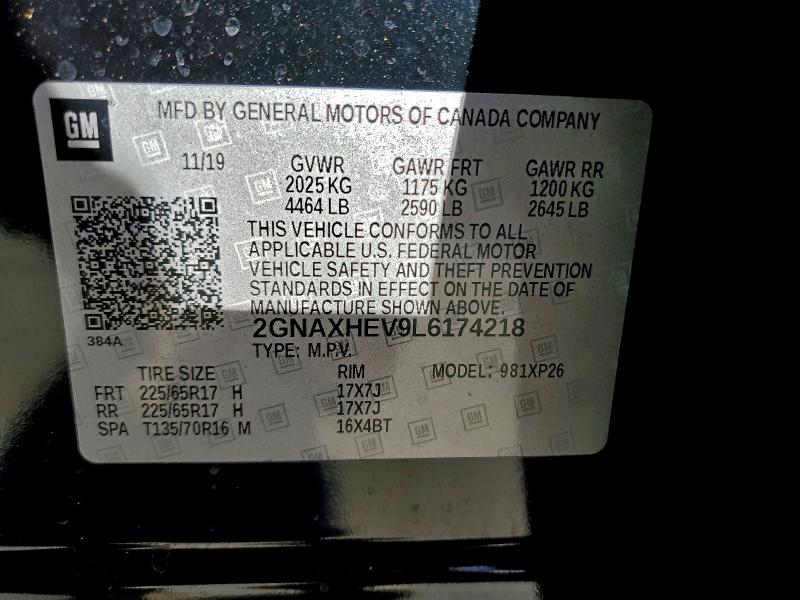 GM
MFD BY GENERAL MOTORS OF CANADA COMPANY
11/19 GVWR GAWR FRT GAWR RR
2025 KG 1175 KG 1200 KG
4464 LB 2590 LB 2645 LB
THIS VEHICLE CONFORMS TO ALL
APPLICABLE U.S. FEDERAL MOTOR
VEHICLE SAFETY AND THEFT PREVENTION
STANDARDS IN EFFECT ON THE DATE OF
MANUFACTURE SHOWN ABOVE.
2GNAXHEV9L6174218
384A
TYPE: M.P.V.
TIRE SIZE RIM MODEL: 981XP26
FRT 225/65R17 H 17X7J
RR 225/65R17 H 17X7J
SPA T135/70R16 M 16X4BT